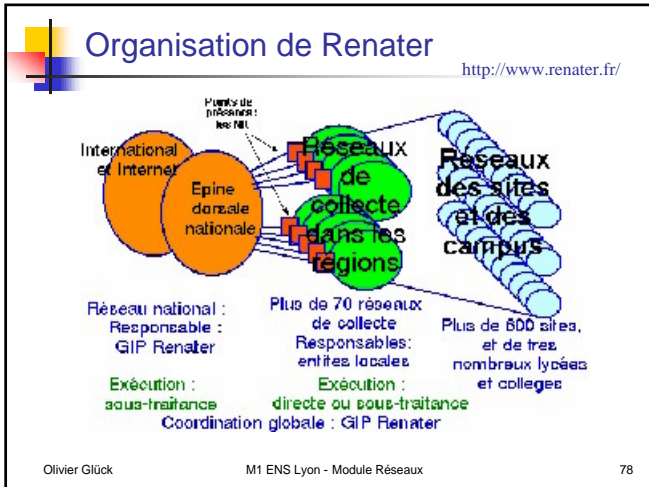 Organisation de Renater
http://www.renater.fr/
Points de
présence:
les NR
International
et Internet
Epine
dorsale
nationale
Réseaux
de
collecte
dans les
régions
Réseaux
des sites
et des
campus
Réseau national :
Responsable :
GIP Renater
Plus de 70 réseaux
de collecte
Responsables:
entites locales
Plus de 600 sites,
et de tres
nombreux lycées
et colleges
Exécution :
sous-traitance
Exécution :
directe ou sous-traitance
Coordination globale : GIP Renater
Olivier Glück
M1 ENS Lyon - Module Réseaux
78